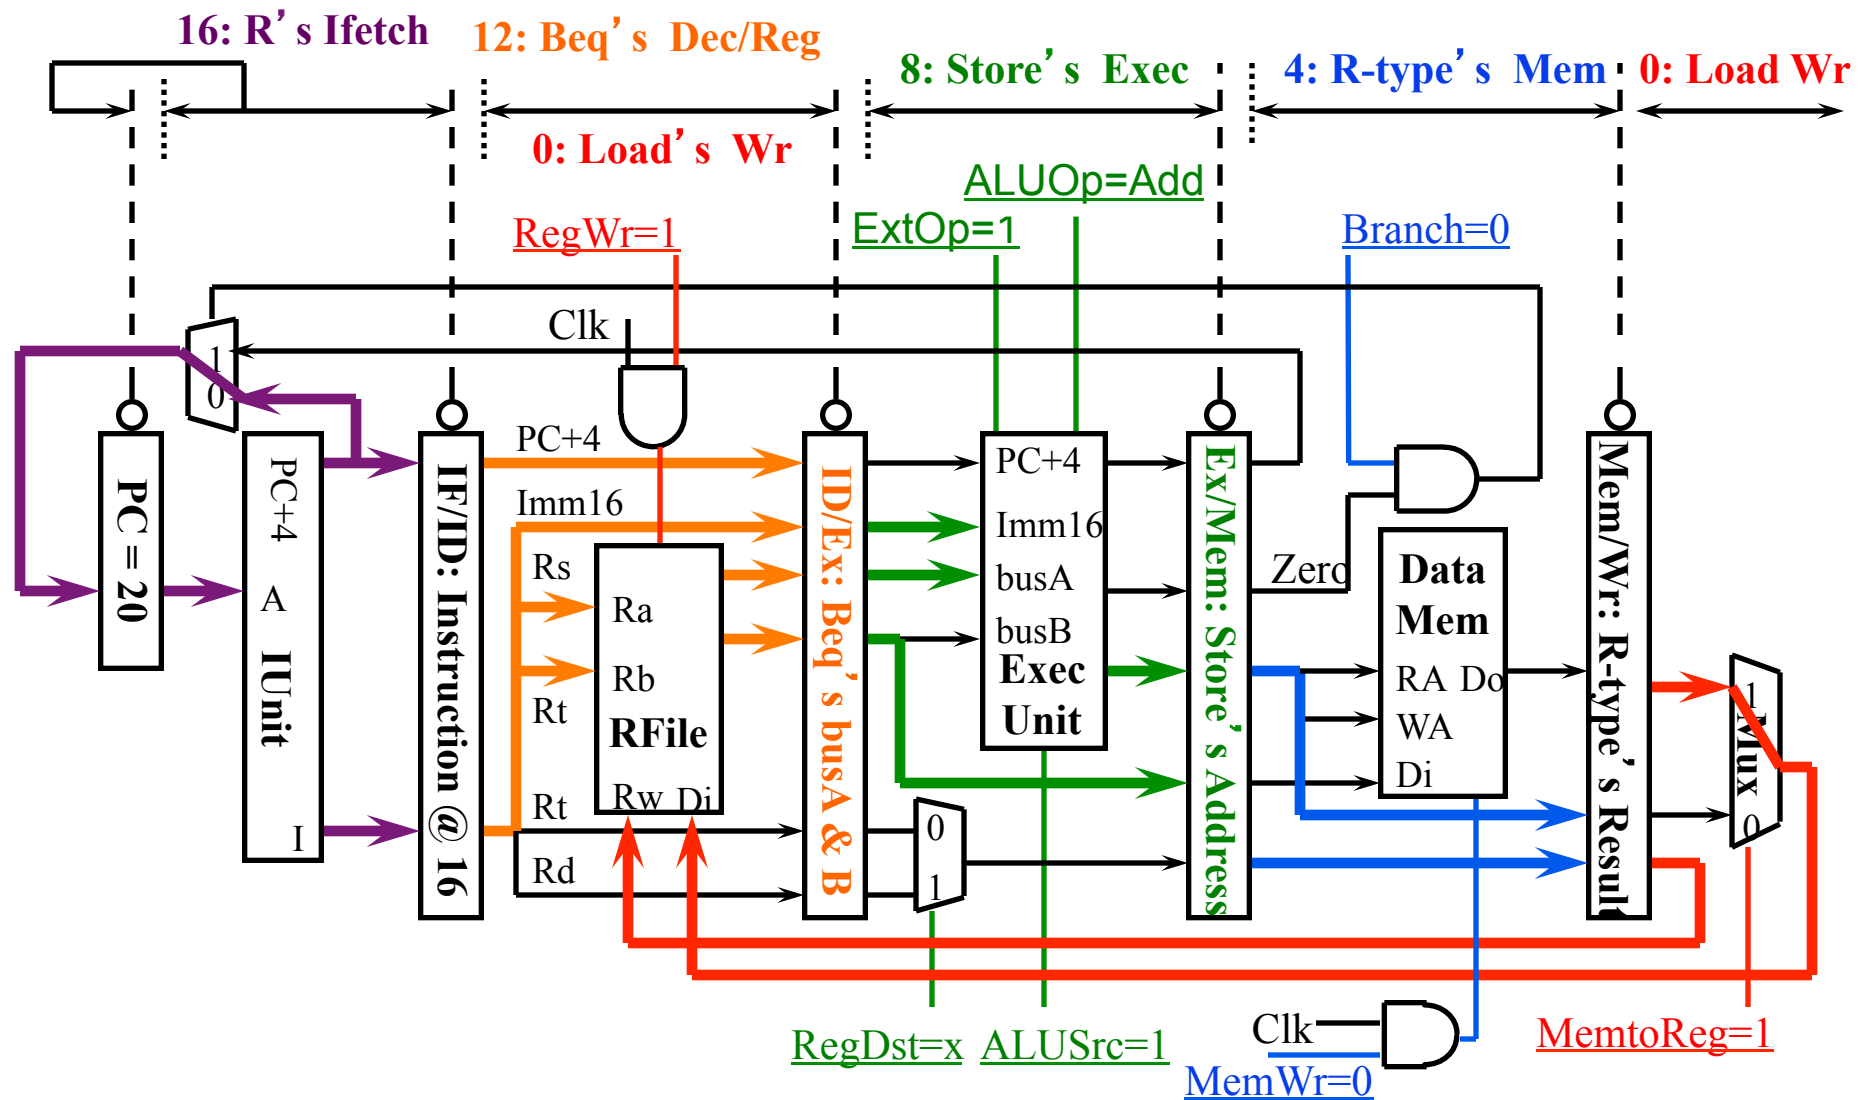 16: R’s Ifetch
12: Beq’s Dec/Reg
8: Store’s Exec
4: R-type’s Mem
0: Load Wr
0: Load’s Wr
ALUOp=Add
RegWr=1
ExtOp=1
Branch=0
Clk
1
0
PC = 20
PC+4
A
IUnit
I
IF/ID: Instruction @ 16
PC+4
Imm16
Rs
Rt
Rt
Rd
Ra
Rb
RFile
Rw Di
ID/Ex: Beq’s busA & B
PC+4
Imm16
busA
busB
Exec
Unit
0
1
Ex/Mem: Store’s Address
Zero
Data
Mem
RA Do
WA
Di
Mem/Wr: R-type’s Result
1
Mux
0
RegDst=x
ALUSrc=1
Clk
MemWr=0
MemtoReg=1